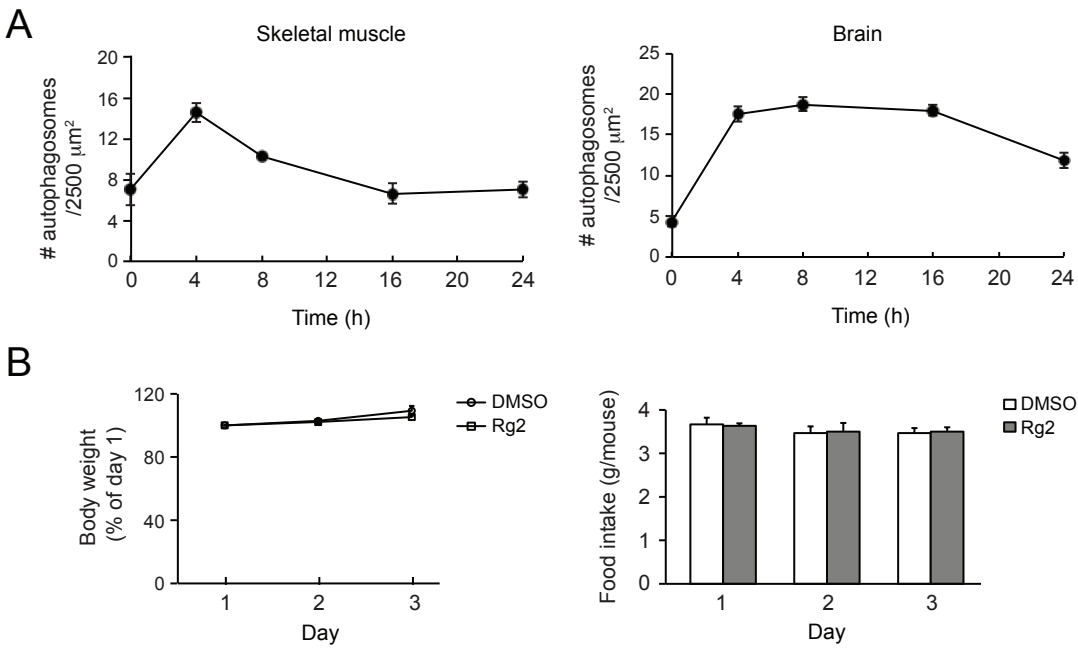 A
Skeletal muscle
# autophagosomes
/2500 μm²
20
16
12
8
4
0
0 4 8 12 16 20 24
Time (h)
Brain
# autophagosomes
/2500 μm²
25
20
15
10
5
0
0 4 8 12 16 20 24
Time (h)
B
Body weight
(% of day 1)
120
80
40
0
1 2 3
Day
DMSO
Rg2
Food intake (g/mouse)
4
3
2
1
0
1 2 3
Day
DMSO
Rg2